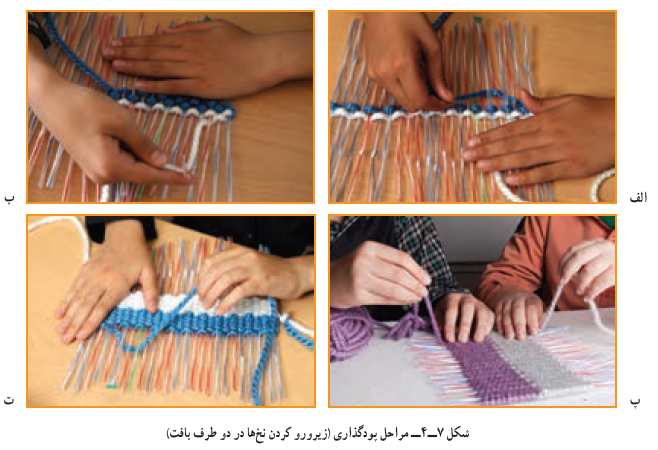 الف
ب
پ
ت
شکل ۷ــ۴ــ مراحل پودگذاری (زیرورو کردن نخ‌ها در دو طرف بافت)